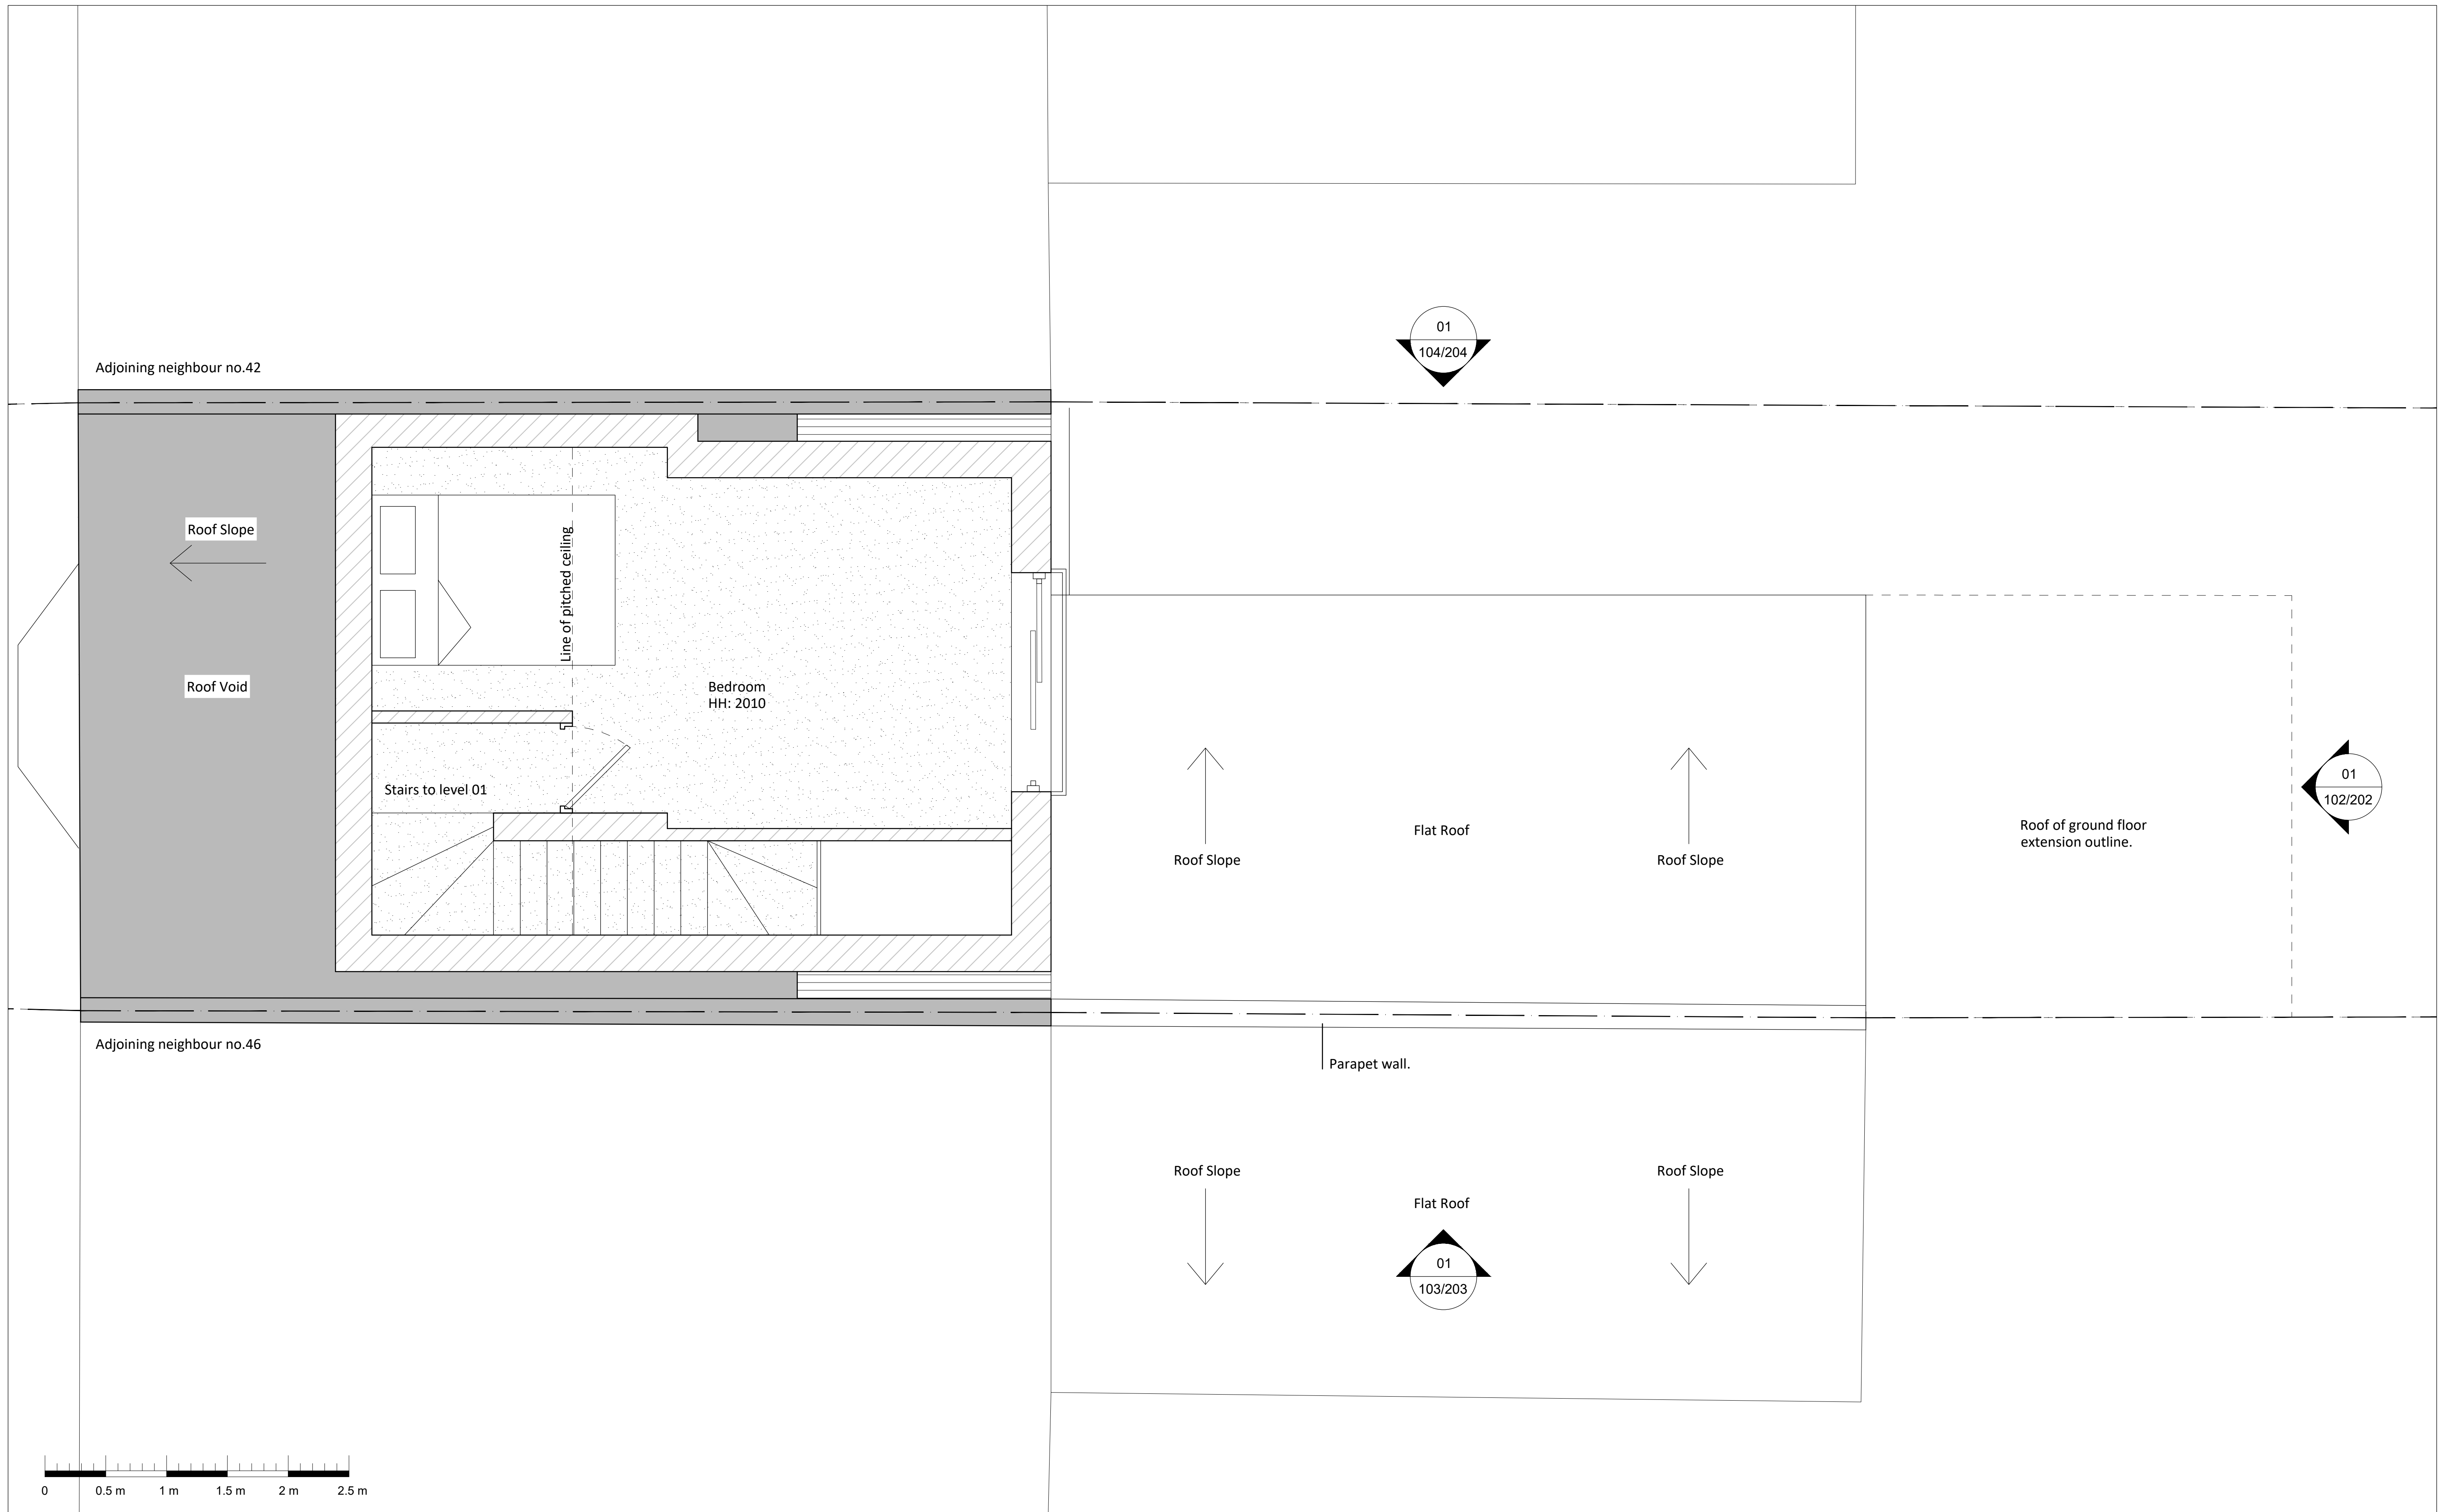 01
104/204
Adjoining neighbour no.42
Roof Slope
Line of pitched ceiling
Roof Void
Bedroom
HH: 2010
Stairs to level 01
Roof Slope
Flat Roof
Roof Slope
Roof of ground floor
extension outline.
01
102/202
Adjoining neighbour no.46
Parapet wall.
Roof Slope
Flat Roof
Roof Slope
01
103/203
0 0.5 m 1 m 1.5 m 2 m 2.5 m